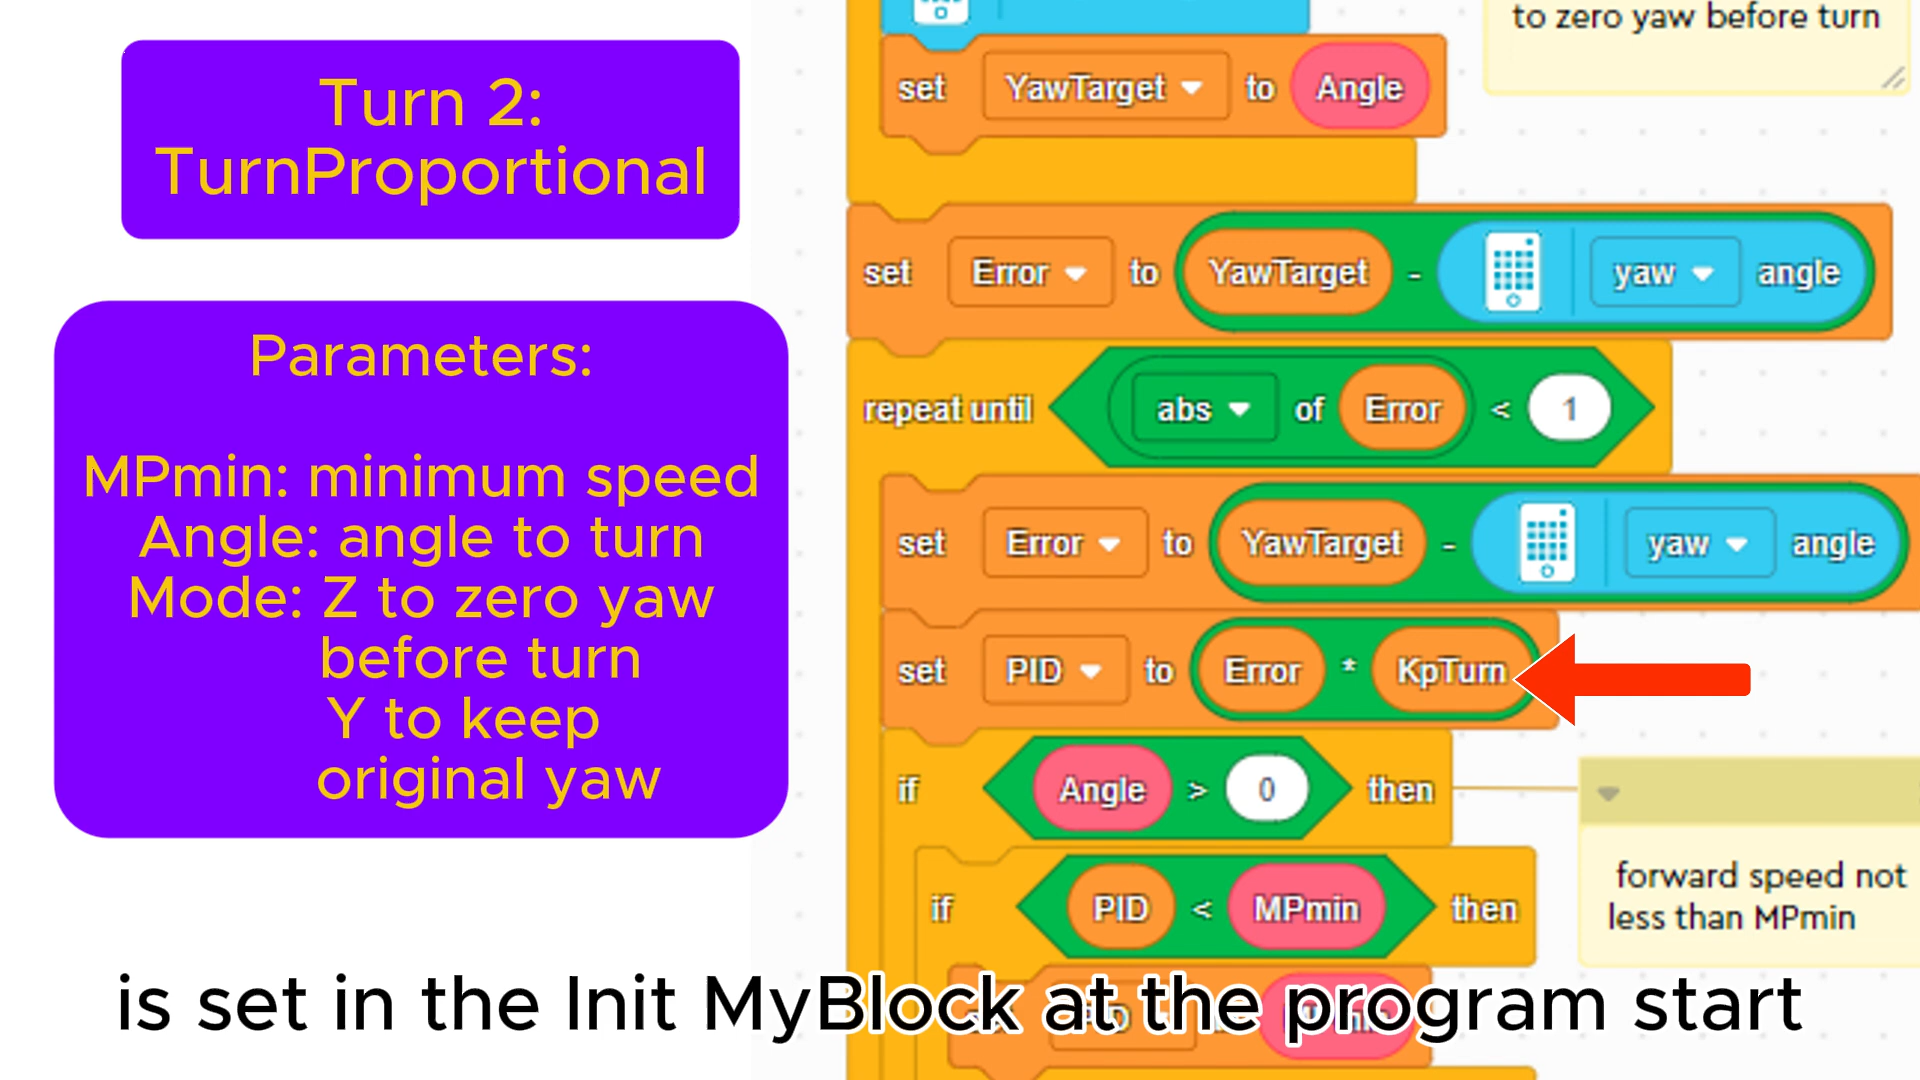 to zero yaw before turn
Turn 2:
TurnProportional
set YawTarget to Angle
set Error to YawTarget - yaw angle
Parameters:
MPmin: minimum speed
Angle: angle to turn
Mode: Z to zero yaw
before turn
Y to keep
original yaw
repeat until abs of Error < 1
set Error to YawTarget - yaw angle
set PID to Error * KpTurn
if Angle > 0 then
forward speed not
less than MPmin
if PID < MPmin then
is set in the Init MyBlock at the program start